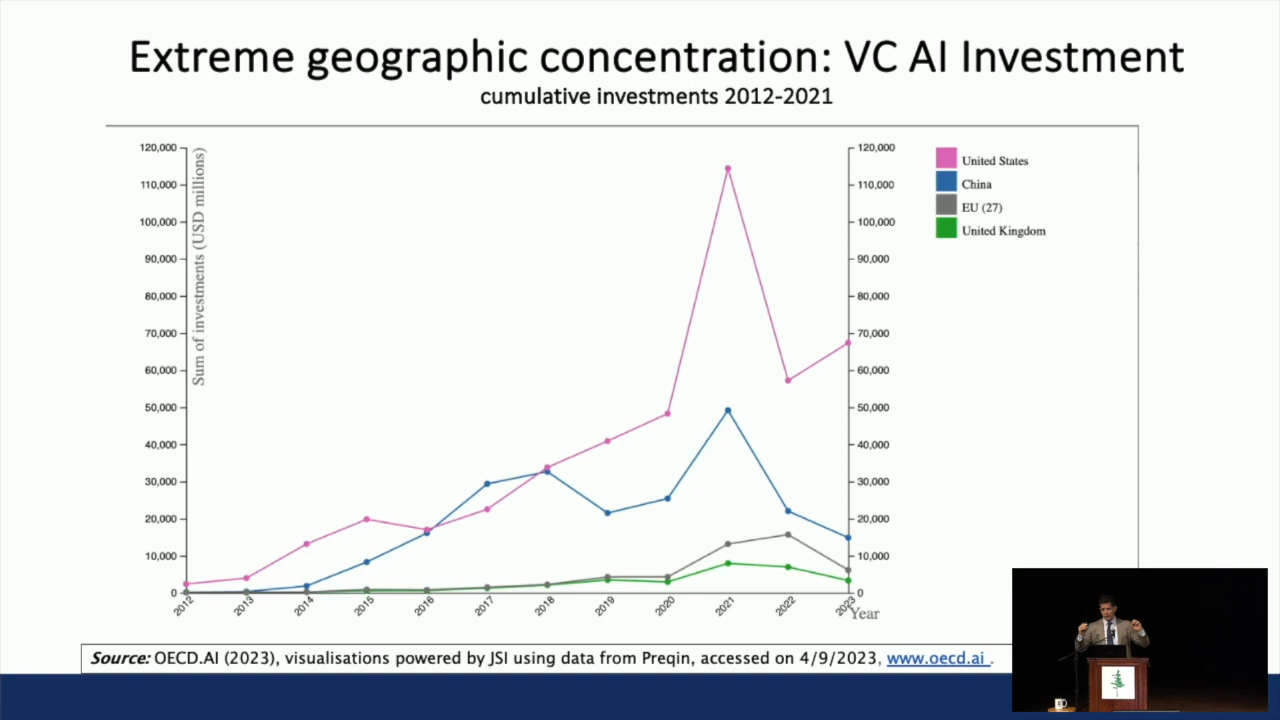 Extreme geographic concentration: VC AI Investment
cumulative investments 2012-2021
Sum of investments (USD millions)
120,000
110,000
100,000
90,000
80,000
70,000
60,000
50,000
40,000
30,000
20,000
10,000
0
120,000
110,000
100,000
90,000
80,000
70,000
60,000
50,000
40,000
30,000
20,000
10,000
0
2012 2013 2014 2015 2016 2017 2018 2019 2020 2021 2022 2023
Year
United States
China
EU (27)
United Kingdom
Source: OECD.AI (2023), visualisations powered by JSI using data from Preqin, accessed on 4/9/2023, www.oecd.ai .